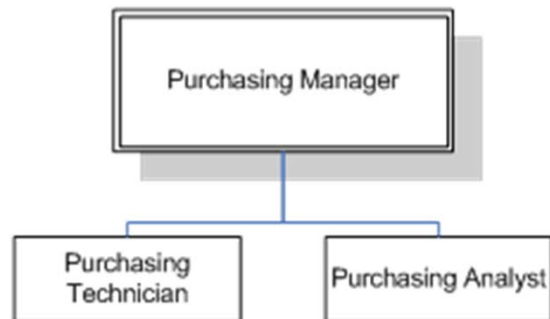 Purchasing Manager
Purchasing
Technician
Purchasing Analyst